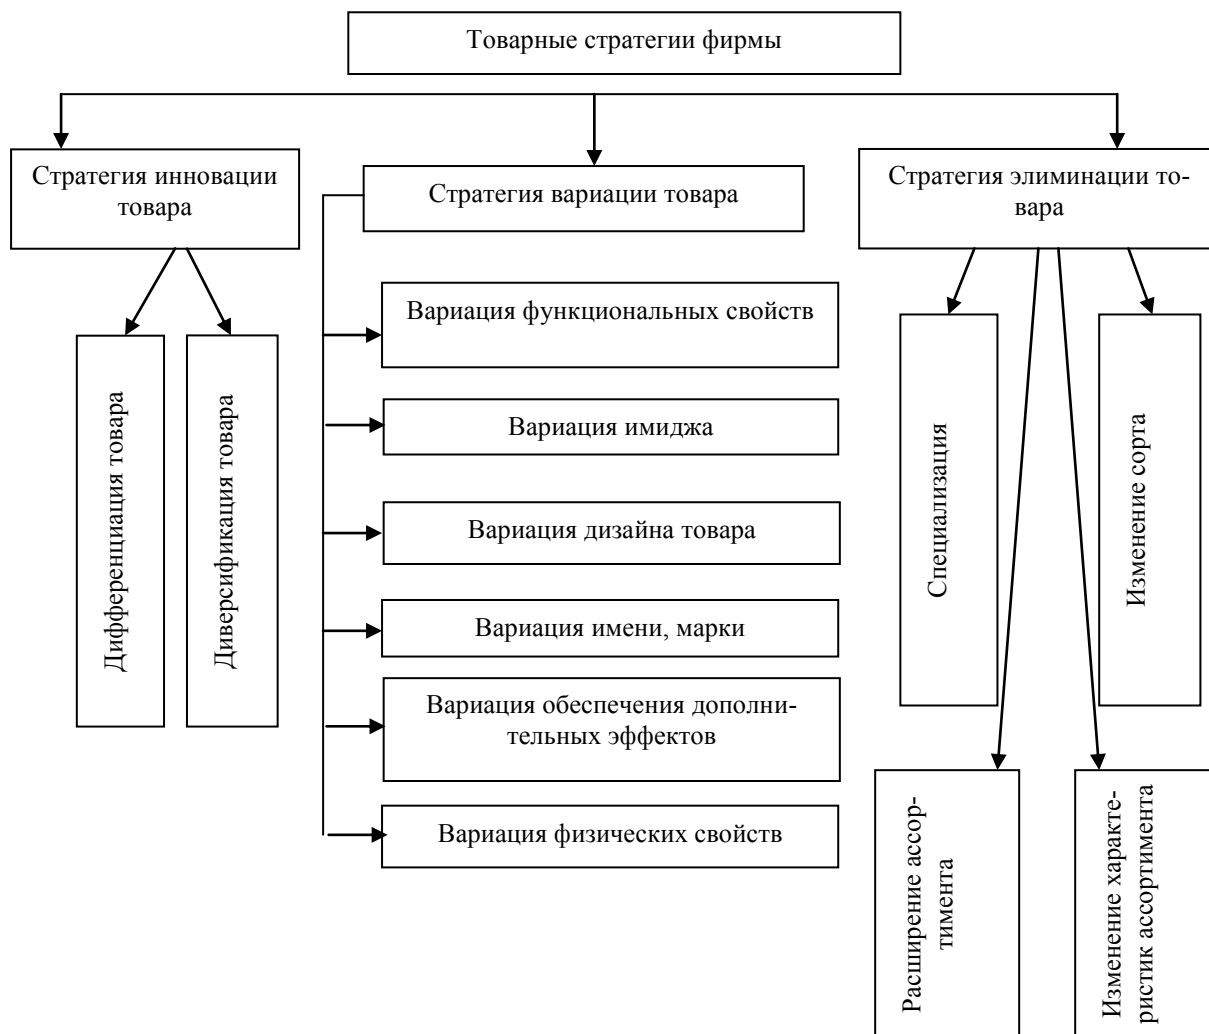 Товарные стратегии фирмы
Стратегия инновации
товара
Стратегия вариации товара
Стратегия элиминации то-
вара
Дифференциация товара
Диверсификация товара
Вариация функциональных свойств
Вариация имиджа
Вариация дизайна товара
Вариация имени, марки
Вариация обеспечения дополни-
тельных эффектов
Вариация физических свойств
Специализация
Изменение сорта
Расширение ассор-
тимента
Изменение характе-
ристик ассортимента